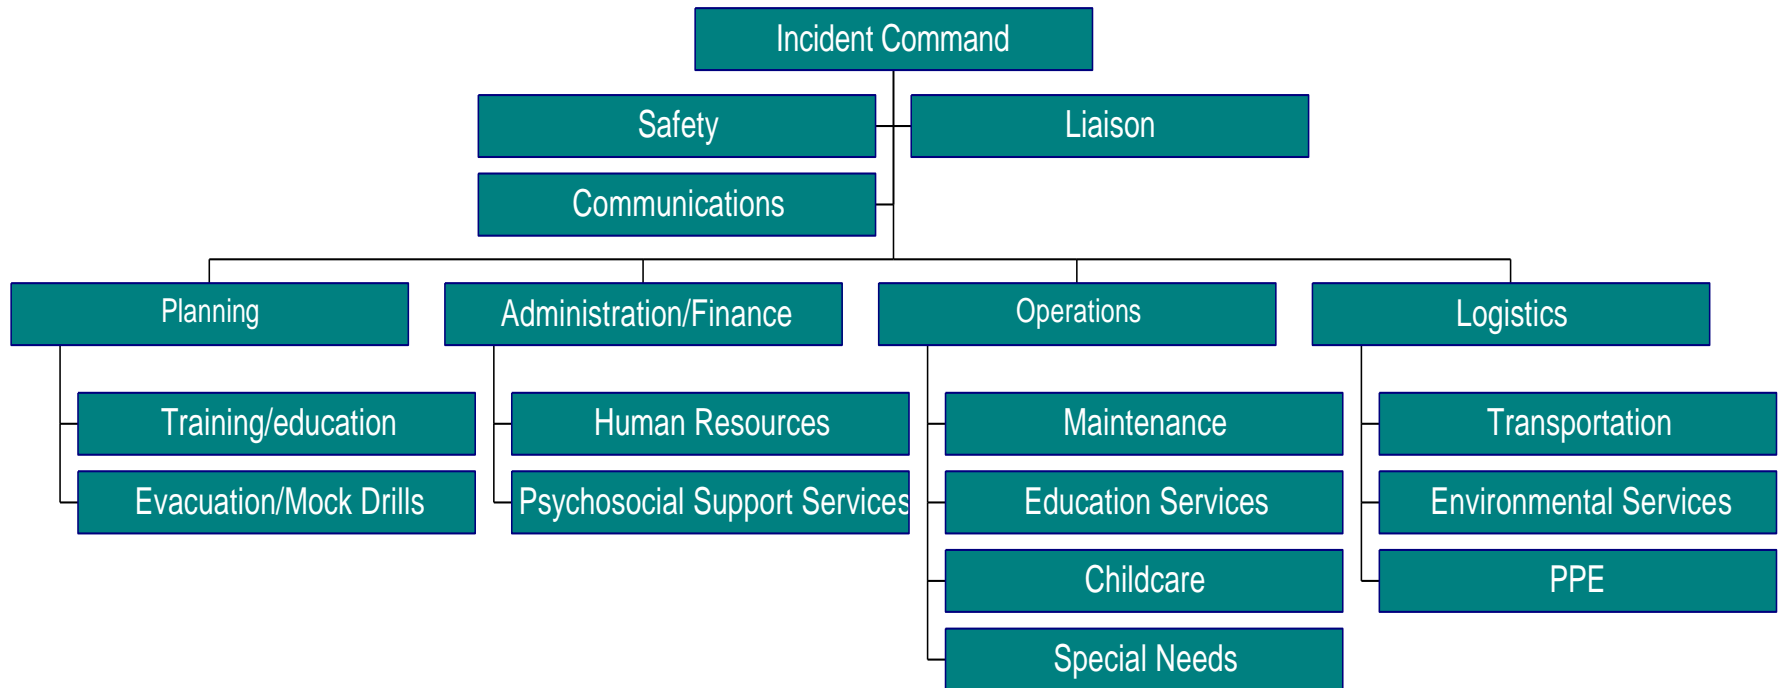 Incident Command
Safety
Liaison
Communications
Planning
Administration/Finance
Operations
Logistics
Training/education
Human Resources
Maintenance
Transportation
Evacuation/Mock Drills
Psychosocial Support Services
Education Services
Environmental Services
Childcare
PPE
Special Needs